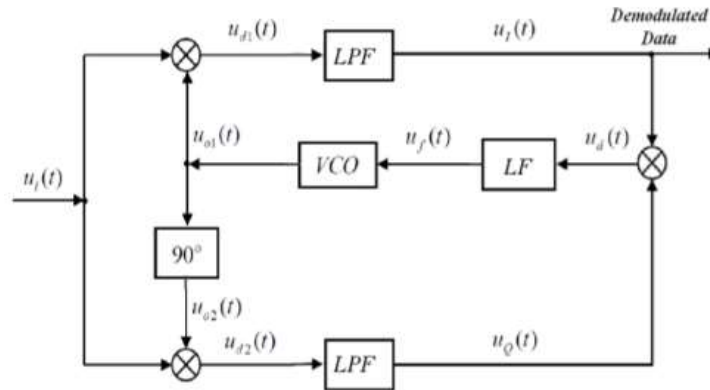 Demodulated
Data
u_{d1}(t)
LPF
u_I(t)
u_{o1}(t)
u_f(t)
u_d(t)
u_i(t)
VCO
LF
90°
u_{o2}(t)
u_{d2}(t)
LPF
u_Q(t)